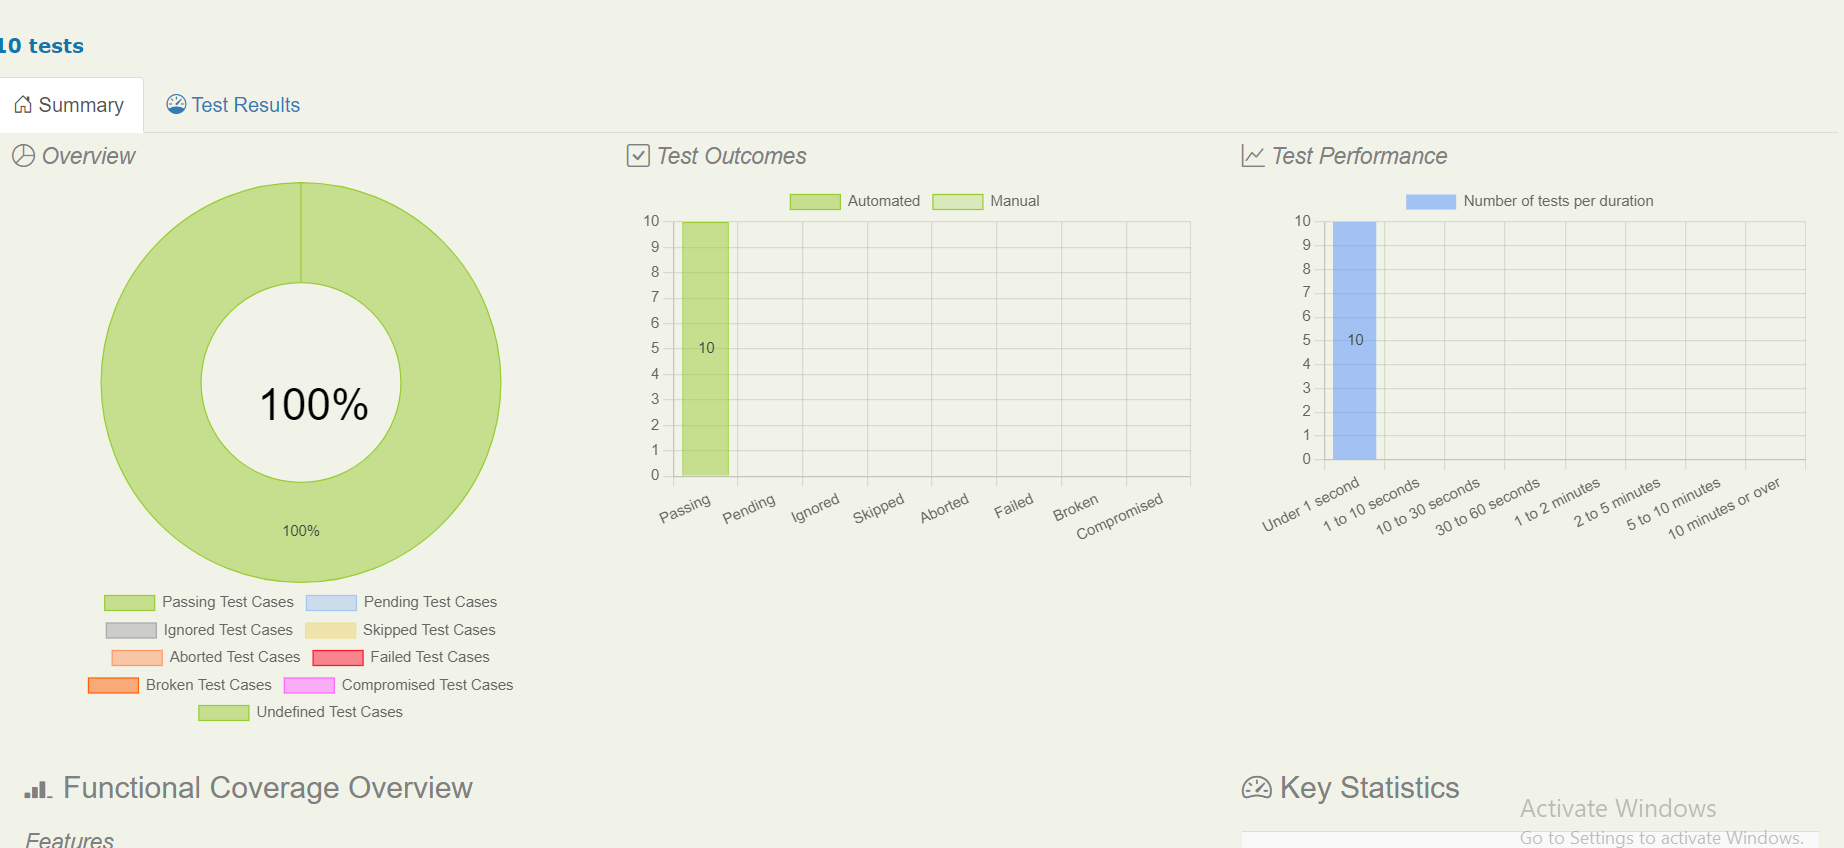 10 tests
Summary
Test Results
Overview
100%
100%
Passing Test Cases
Pending Test Cases
Ignored Test Cases
Skipped Test Cases
Aborted Test Cases
Failed Test Cases
Broken Test Cases
Compromised Test Cases
Undefined Test Cases
Test Outcomes
Automated
Manual
10
9
8
7
6
5
4
3
2
1
0
10
Passing
Pending
Ignored
Skipped
Aborted
Failed
Broken
Compromised
Test Performance
Number of tests per duration
10
9
8
7
6
5
4
3
2
1
0
10
Under 1 second
1 to 10 seconds
10 to 30 seconds
30 to 60 seconds
1 to 2 minutes
2 to 5 minutes
5 to 10 minutes
10 minutes or over
Functional Coverage Overview
Features
Key Statistics
Activate Windows
Go to Settings to activate Windows.